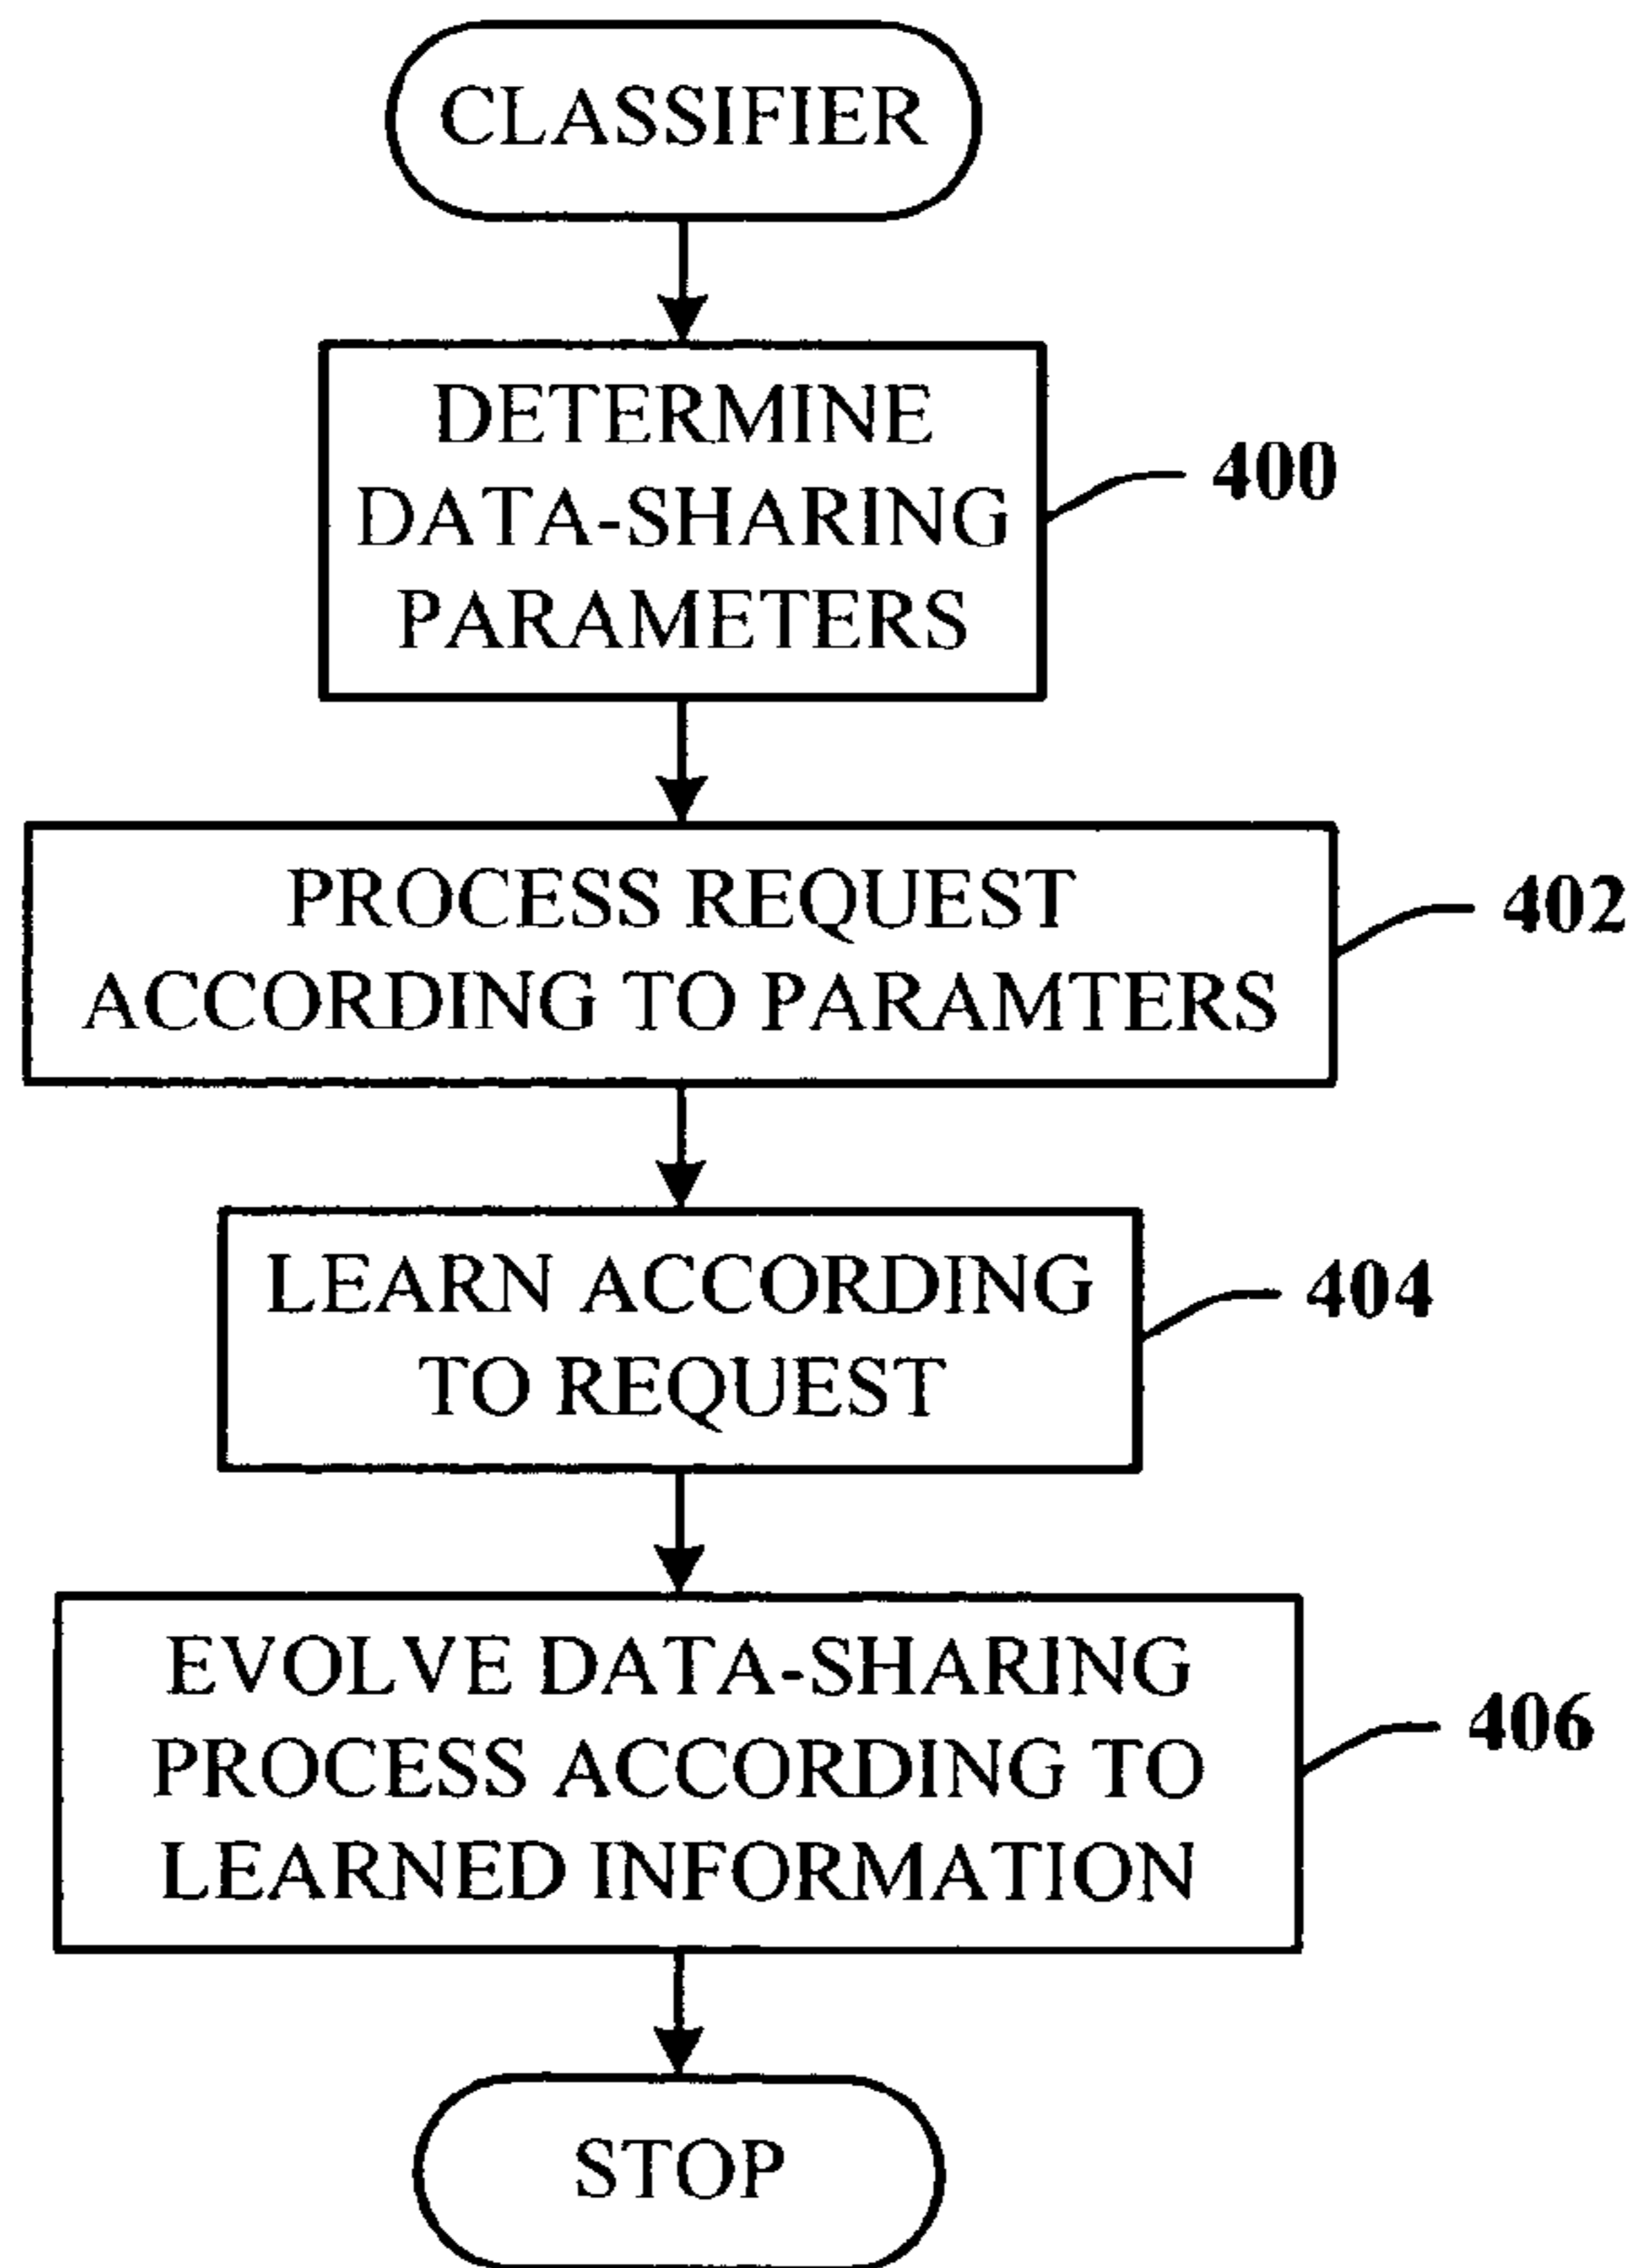 CLASSIFIER
DETERMINE
DATA-SHARING
PARAMETERS
400
PROCESS REQUEST
ACCORDING TO PARAMTERS
402
LEARN ACCORDING
TO REQUEST
404
EVOLVE DATA-SHARING
PROCESS ACCORDING TO
LEARNED INFORMATION
406
STOP